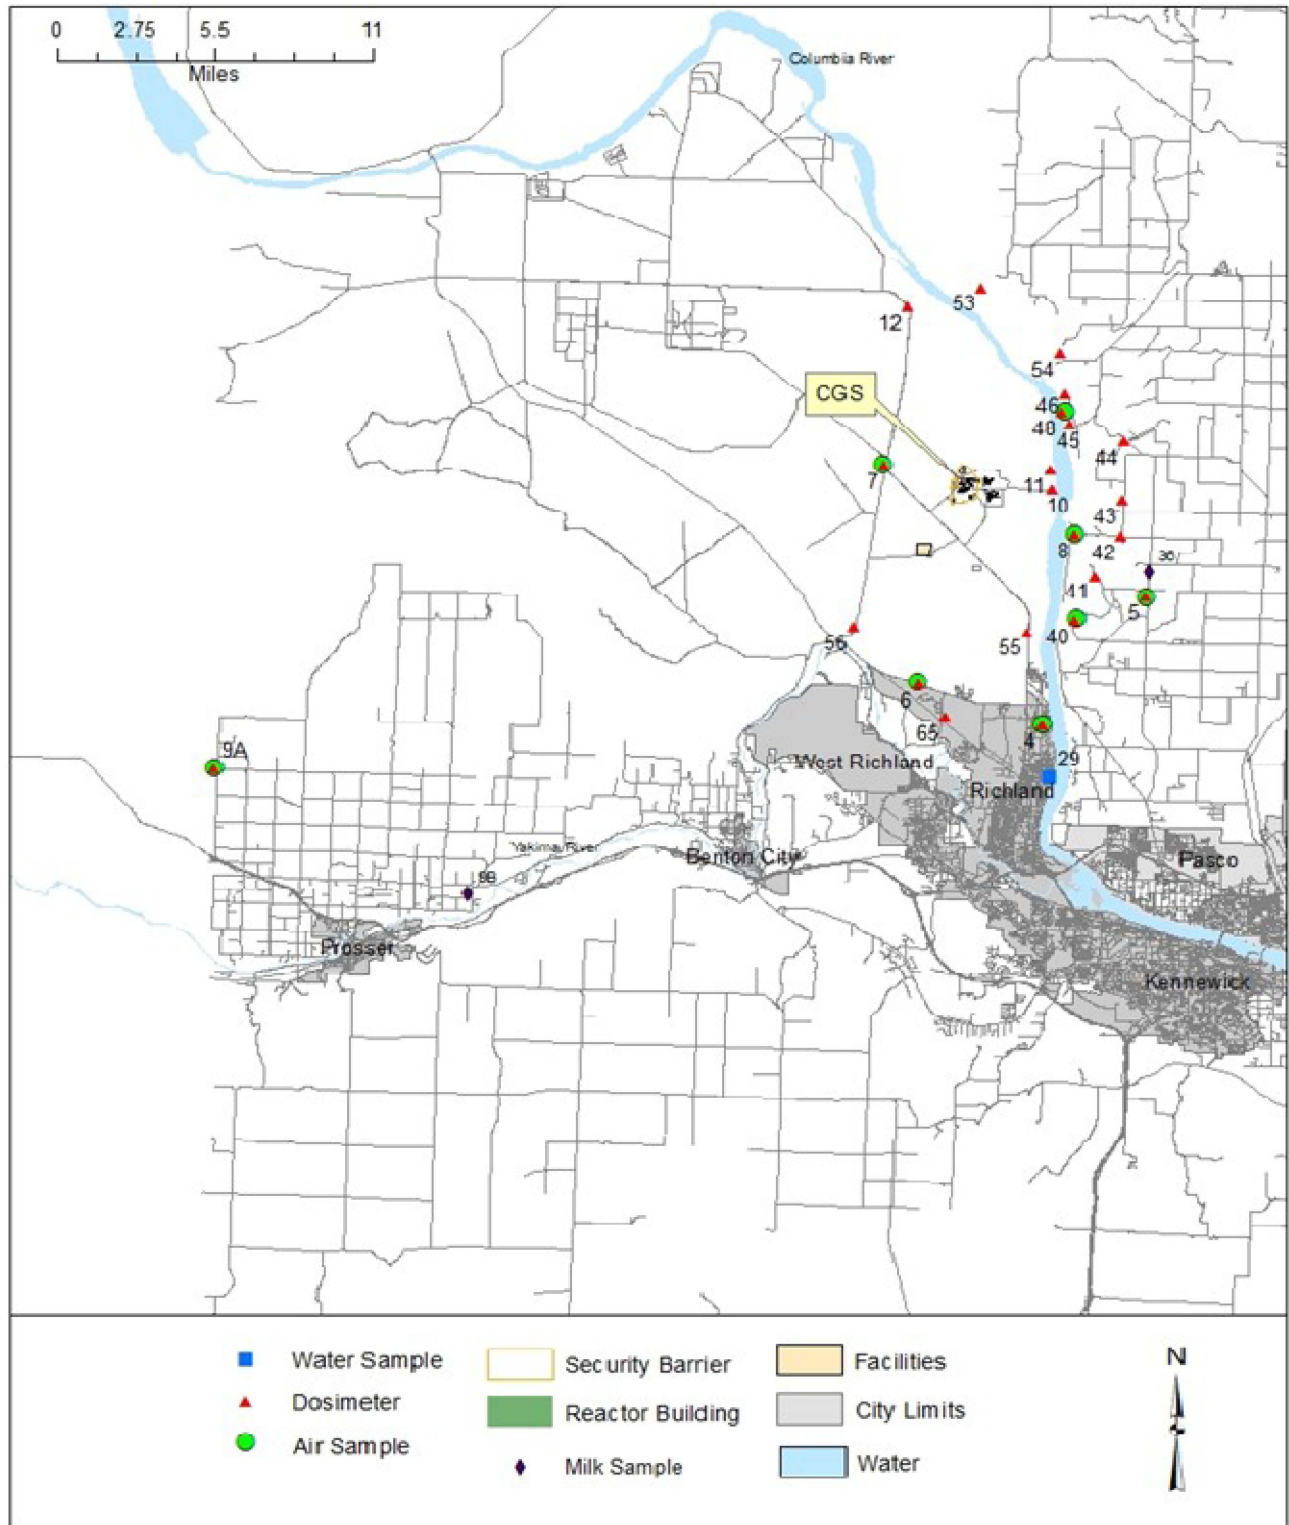 0 2.75 5.5 11
Miles
Columbiia River
53
12
54
CGS
46
48
45
44
7
11
10
43
8
42
36
41
5
40
56
55
6
65
4
9A
29
West Richland
Richland
Yakima River
Benton City
Pasco
9B
Prosser
Kennewick
Water Sample
Dosimeter
Air Sample
Security Barrier
Reactor Building
Milk Sample
Facilities
City Limits
Water
N